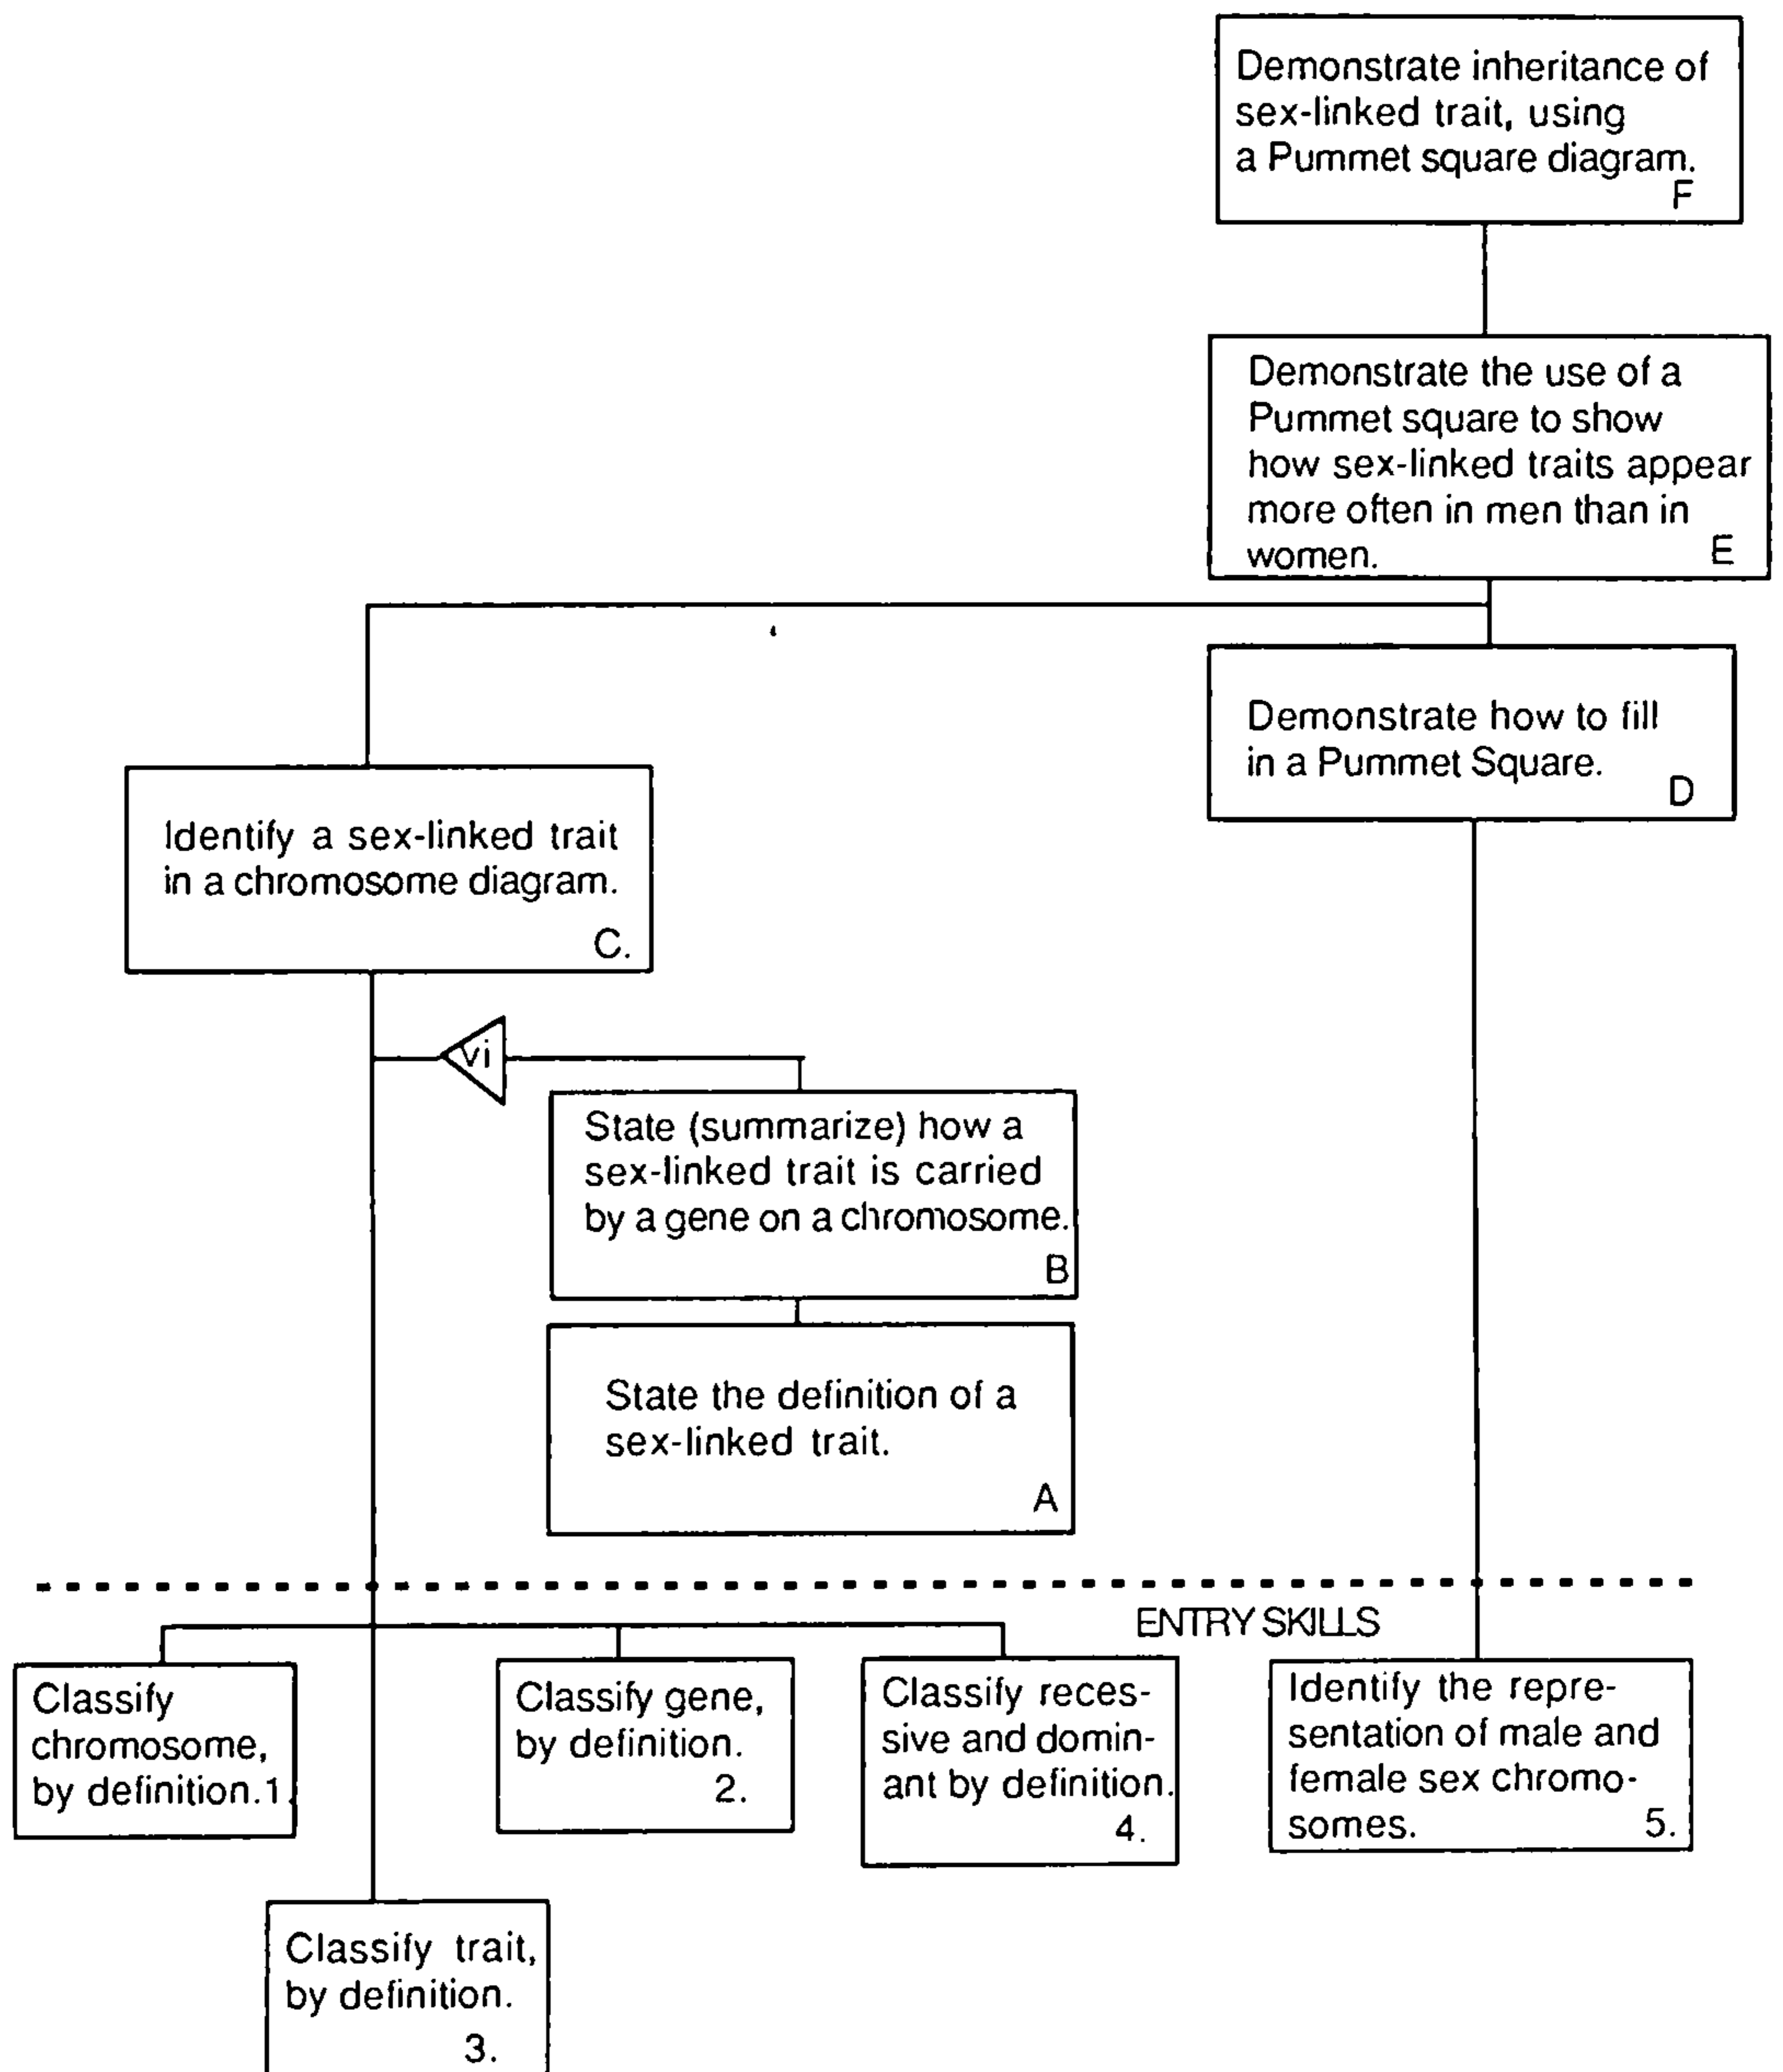 Demonstrate inheritance of
sex-linked trait, using
a Pummet square diagram.
F
Demonstrate the use of a
Pummet square to show
how sex-linked traits appear
more often in men than in
women.
E
Demonstrate how to fill
in a Pummet Square.
D
Identify a sex-linked trait
in a chromosome diagram.
C.
vi
State (summarize) how a
sex-linked trait is carried
by a gene on a chromosome.
B
State the definition of a
sex-linked trait.
A
ENTRY SKILLS
Classify
chromosome,
by definition.1.
Classify gene,
by definition.
2.
Classify reces-
sive and domin-
ant by definition.
4.
Identify the repre-
sentation of male and
female sex chromo-
somes. 5.
Classify trait,
by definition.
3.